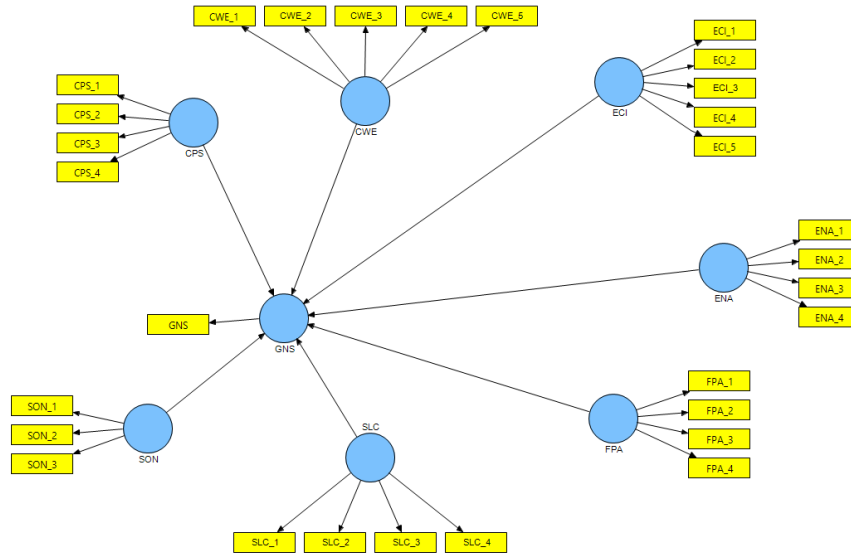 CWE_1
CWE_2
CWE_3
CWE_4
CWE_5
CWE
ECI_1
ECI_2
ECI_3
ECI_4
ECI_5
ECI
CPS_1
CPS_2
CPS_3
CPS_4
CPS
ENA_1
ENA_2
ENA_3
ENA_4
ENA
GNS
GNS
SON_1
SON_2
SON_3
SON
SLC
SLC_1
SLC_2
SLC_3
SLC_4
FPA_1
FPA_2
FPA_3
FPA_4
FPA